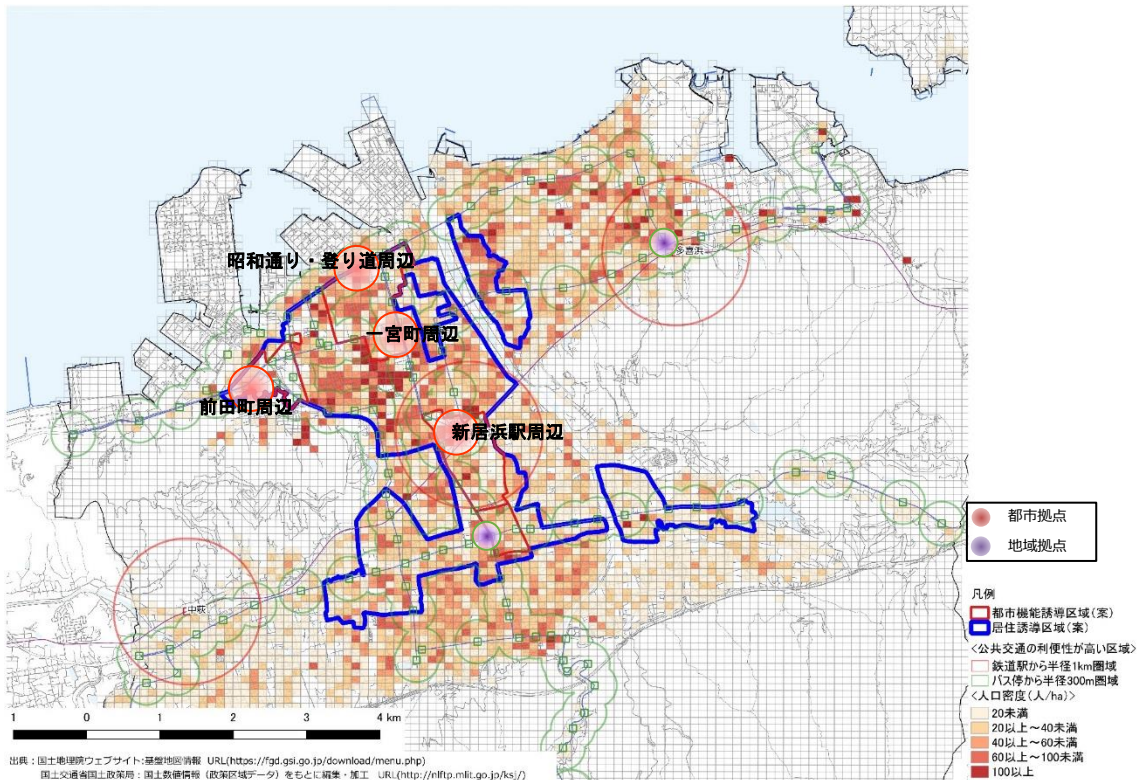 昭和通り・登り道周辺
多喜浜
一宮町周辺
前田町周辺
新居浜駅周辺
中萩
都市拠点
地域拠点
凡例
都市機能誘導区域(案)
居住誘導区域(案)
<公共交通の利便性が高い区域>
鉄道駅から半径1km圏域
バス停から半径300m圏域
<人口密度(人/ha)>
20未満
20以上～40未満
40以上～60未満
60以上～100未満
100以上
1 0 1 2 3 4 km
出典:国土地理院ウェブサイト:基盤地図情報 URL(https://fgd.gsi.go.jp/download/menu.php)
国土交通省国土政策局:国土数値情報(政策区域データ)をもとに編集・加工 URL(http://nlftp.mlit.go.jp/ksj/)